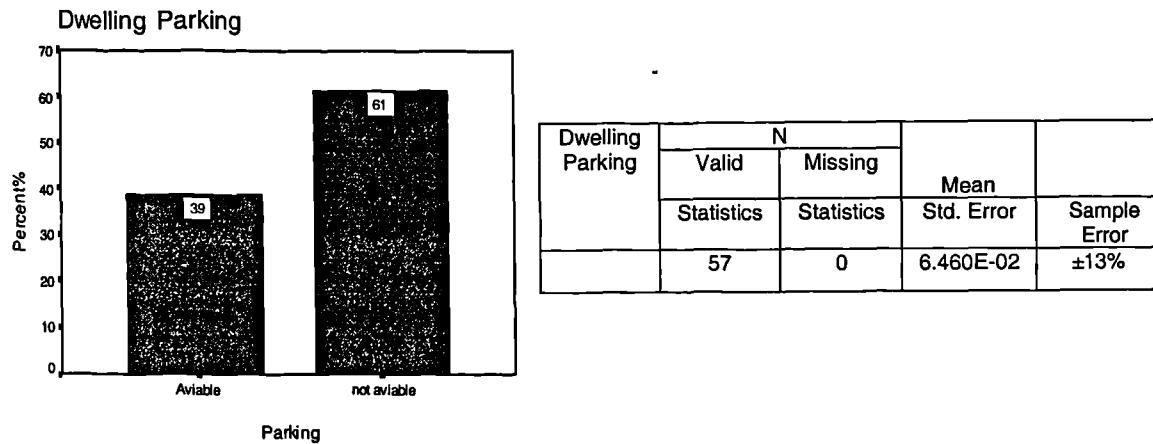 Dwelling Parking
70
60
50
40
30
20
10
0
Percent%
39
61
Aviable
not aviable
Parking
Dwelling Parking
N
Valid
Missing
Mean
Statistics
Statistics
Std. Error
Sample Error
57
0
6.460E-02
±13%